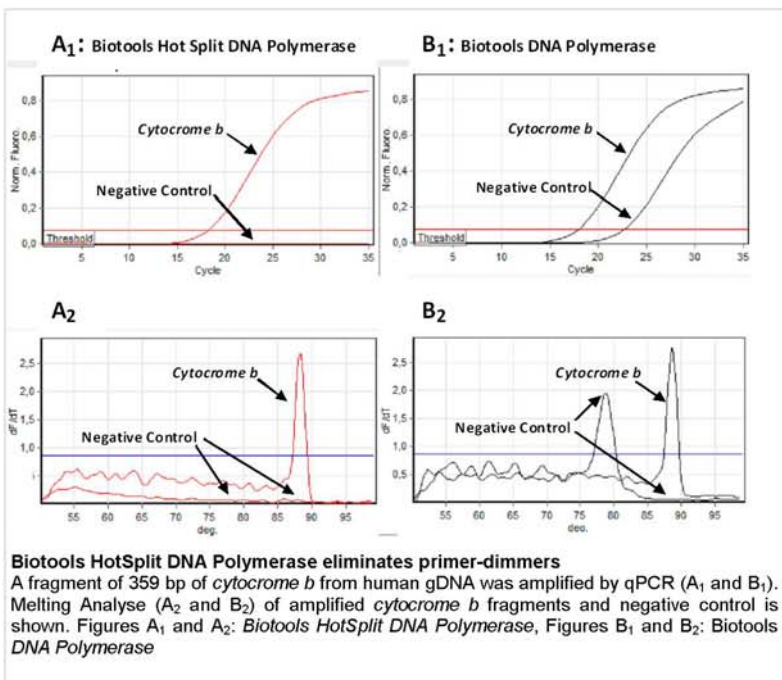 A₁: Biotools Hot Split DNA Polymerase
B₁: Biotools DNA Polymerase
Norm. Fluoro.
0,8
0,6
0,4
0,2
0,0
Cytocrome b
Negative Control
Threshold
5 10 15 20 25 30 35
Cycle
Norm. Fluoro.
0,8
0,6
0,4
0,2
0,0
Cytocrome b
Negative Control
Threshold
5 10 15 20 25 30 35
Cycle
A₂
B₂
dF/dT
2,5
2,0
1,5
1,0
Cytocrome b
Negative Control
55 60 65 70 75 80 85 90 95
deg.
dF/dT
2,5
2,0
1,5
1,0
0,5
Cytocrome b
Negative Control
55 60 65 70 75 80 85 90 95
deg.
Biotools HotSplit DNA Polymerase eliminates primer-dimmers
A fragment of 359 bp of cytocrome b from human gDNA was amplified by qPCR (A₁ and B₁).
Melting Analyse (A₂ and B₂) of amplified cytocrome b fragments and negative control is
shown. Figures A₁ and A₂: Biotools HotSplit DNA Polymerase, Figures B₁ and B₂: Biotools
DNA Polymerase